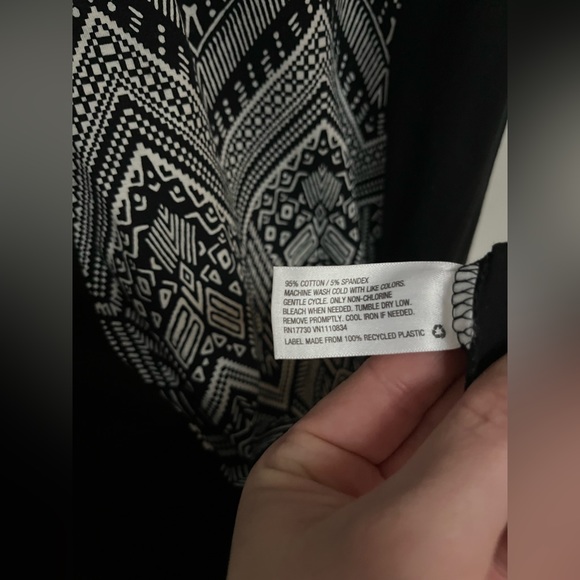 95% COTTON / 5% SPANDEX
MACHINE WASH COLD WITH LIKE COLORS.
GENTLE CYCLE. ONLY NON-CHLORINE
BLEACH WHEN NEEDED. TUMBLE DRY LOW.
REMOVE PROMPTLY. COOL IRON IF NEEDED.
RN17730 VN1110834
LABEL MADE FROM 100% RECYCLED PLASTIC